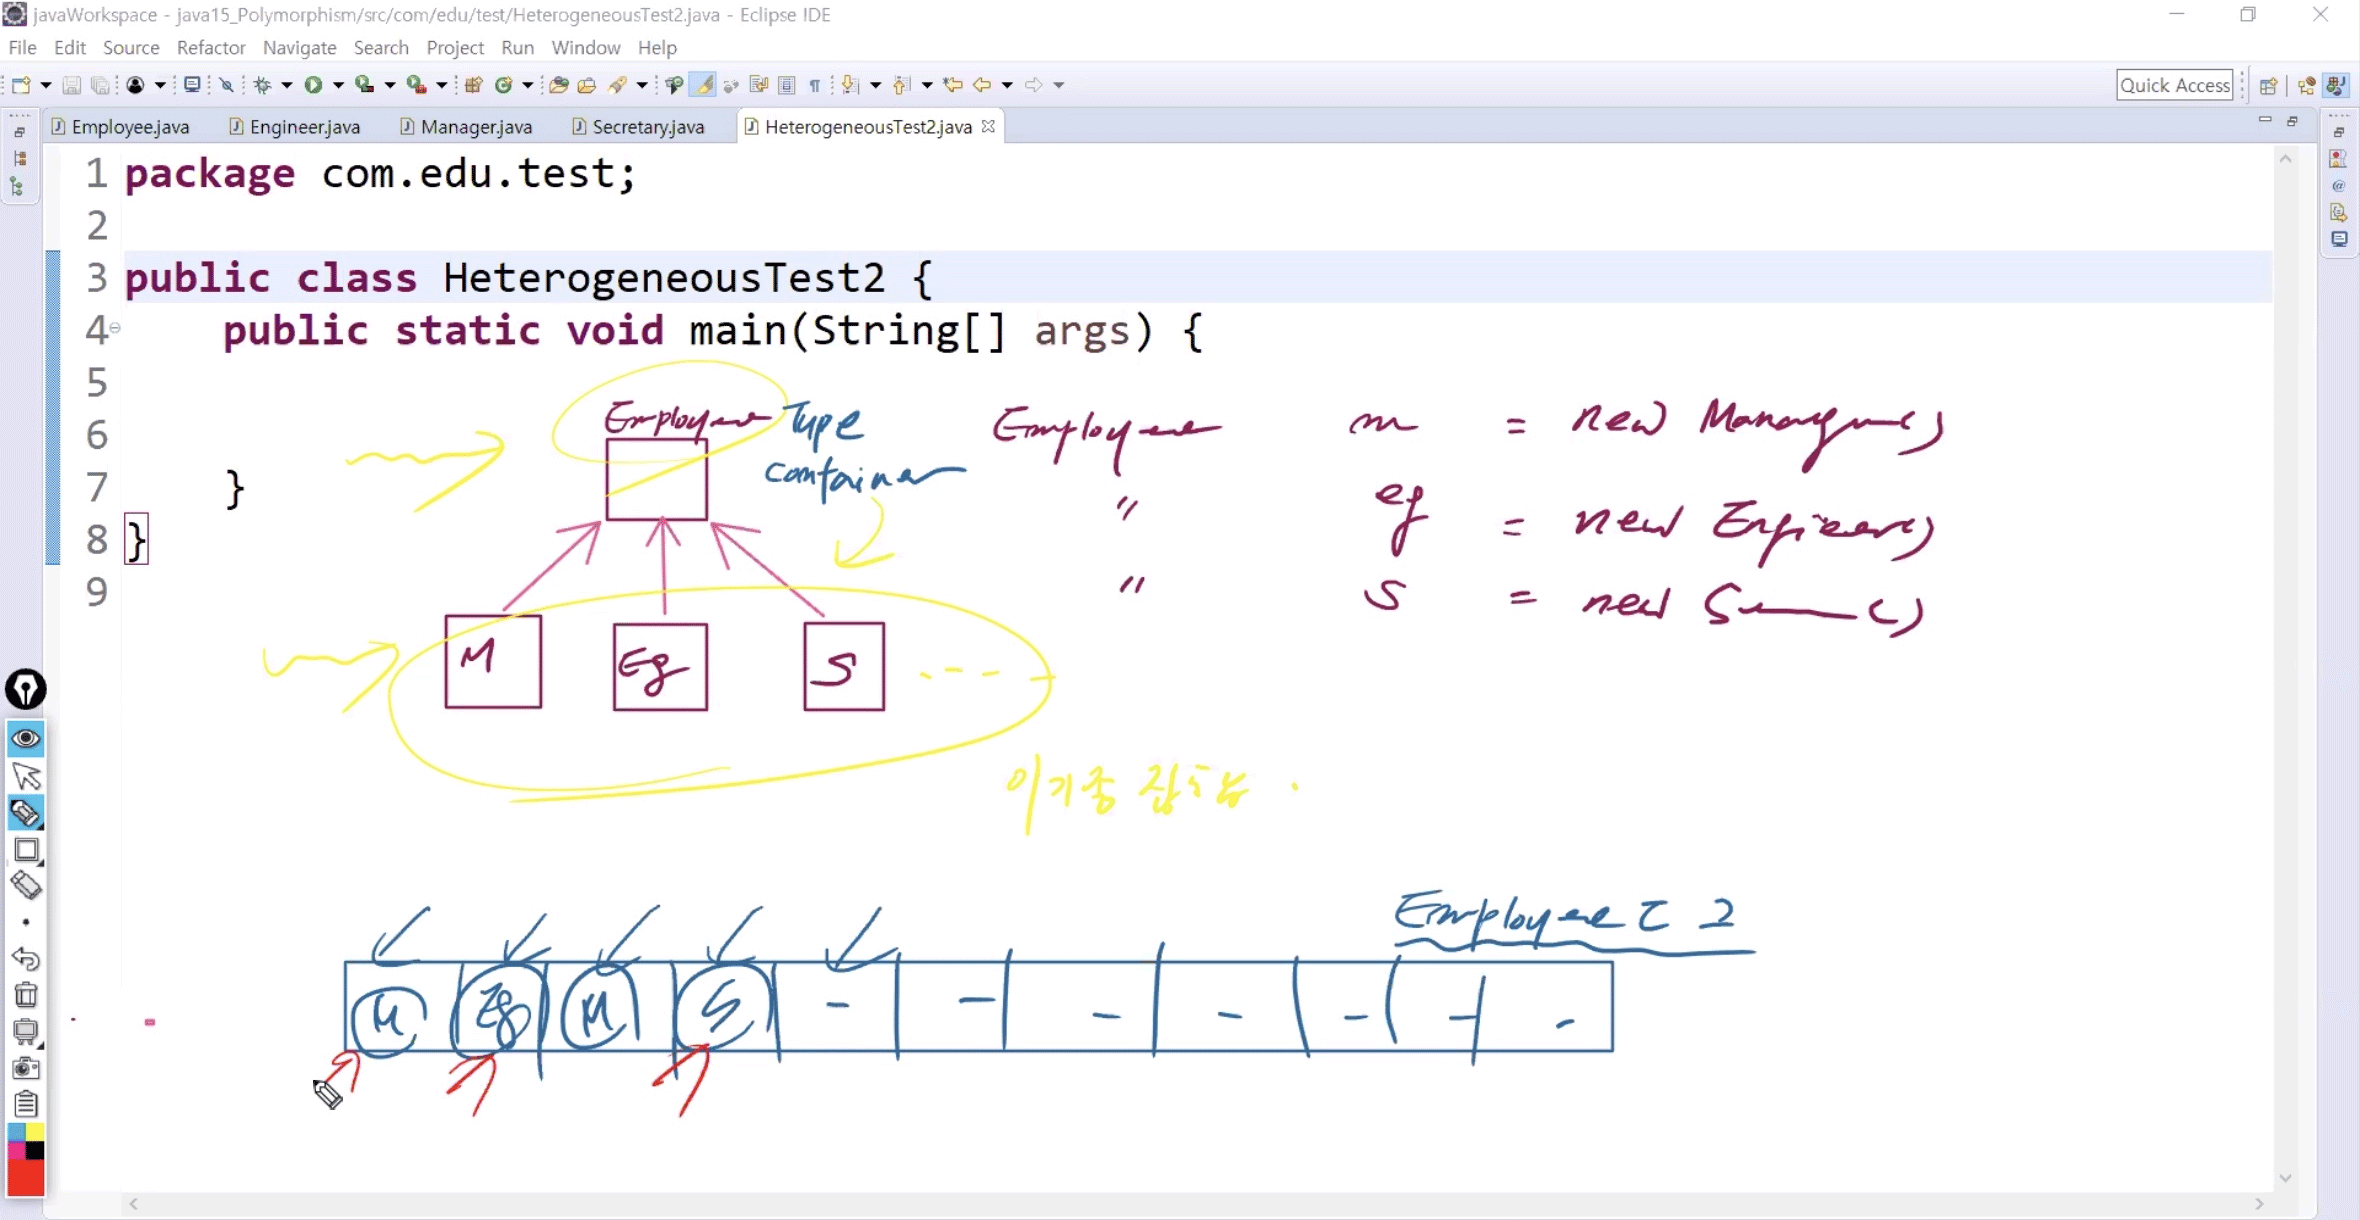 javaWorkspace - java15_Polymorphism/src/com/edu/test/HeterogeneousTest2.java - Eclipse IDE
File Edit Source Refactor Navigate Search Project Run Window Help
Quick Access
Employee.java Engineer.java Manager.java Secretary.java HeterogeneousTest2.java
1 package com.edu.test;
2
3 public class HeterogeneousTest2 {
4 public static void main(String[] args) {
5
6
7 }
8 }
9
Employee Type
container
Employee m = new Manager()
" eg = new Engineer()
" s = new S ()
M Eg S
이기종
Employee [ ]
M Eg M S